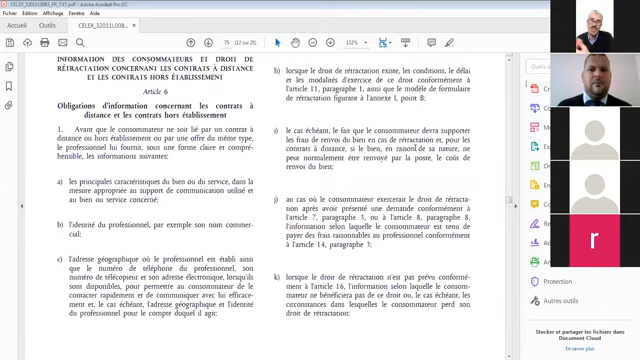 CELEX_32011L0083_FR_TXT.pdf - Adobe Acrobat Pro DC
Fichier Edition Affichage Fenêtre Aide
Accueil Outils CELEX_32011L008... ×
75 (12 sur 25) 132%
INFORMATION DES CONSOMMATEURS ET DROIT DE
RÉTRACTATION CONCERNANT LES CONTRATS À DISTANCE
ET LES CONTRATS HORS ÉTABLISSEMENT
Article 6
Obligations d'information concernant les contrats à
distance et les contrats hors établissement
1. Avant que le consommateur ne soit lié par un contrat à
distance ou hors établissement ou par une offre du même type,
le professionnel lui fournit, sous une forme claire et compré-
hensible, les informations suivantes:
a) les principales caractéristiques du bien ou du service, dans la
mesure appropriée au support de communication utilisé et
au bien ou service concerné;
b) l'identité du professionnel, par exemple son nom commer-
cial;
c) l'adresse géographique où le professionnel est établi ainsi
que le numéro de téléphone du professionnel, son
numéro de télécopieur et son adresse électronique, lorsqu'ils
sont disponibles, pour permettre au consommateur de le
contacter rapidement et de communiquer avec lui efficace-
ment et, le cas échéant, l'adresse géographique et l'identité
du professionnel pour le compte duquel il agit;
h) lorsque le droit de rétractation existe, les conditions, le délai
et les modalités d'exercice de ce droit conformément à
l'article 11, paragraphe 1, ainsi que le modèle de formulaire
de rétractation figurant à l'annexe I, point B;
i) le cas échéant, le fait que le consommateur devra supporter
les frais de renvoi du bien en cas de rétractation et, pour les
contrats à distance, si le bien, en raison de sa nature, ne
peut normalement être renvoyé par la poste, le coût de
renvoi du bien;
j) au cas où le consommateur exercerait le droit de rétracta-
tion après avoir présenté une demande conformément à
l'article 7, paragraphe 3, ou à l'article 8, paragraphe 8,
l'information selon laquelle le consommateur est tenu de
payer des frais raisonnables au professionnel conformément
à l'article 14, paragraphe 3;
k) lorsque le droit de rétractation n'est pas prévu conformé-
ment à l'article 16, l'information selon laquelle le consom-
mateur ne bénéficiera pas de ce droit ou, le cas échéant, les
circonstances dans lesquelles le consommateur perd son
droit de rétractation;
r
Protection
Autres outils
Stocker et partager les fichiers dans
Document Cloud
En savoir plus